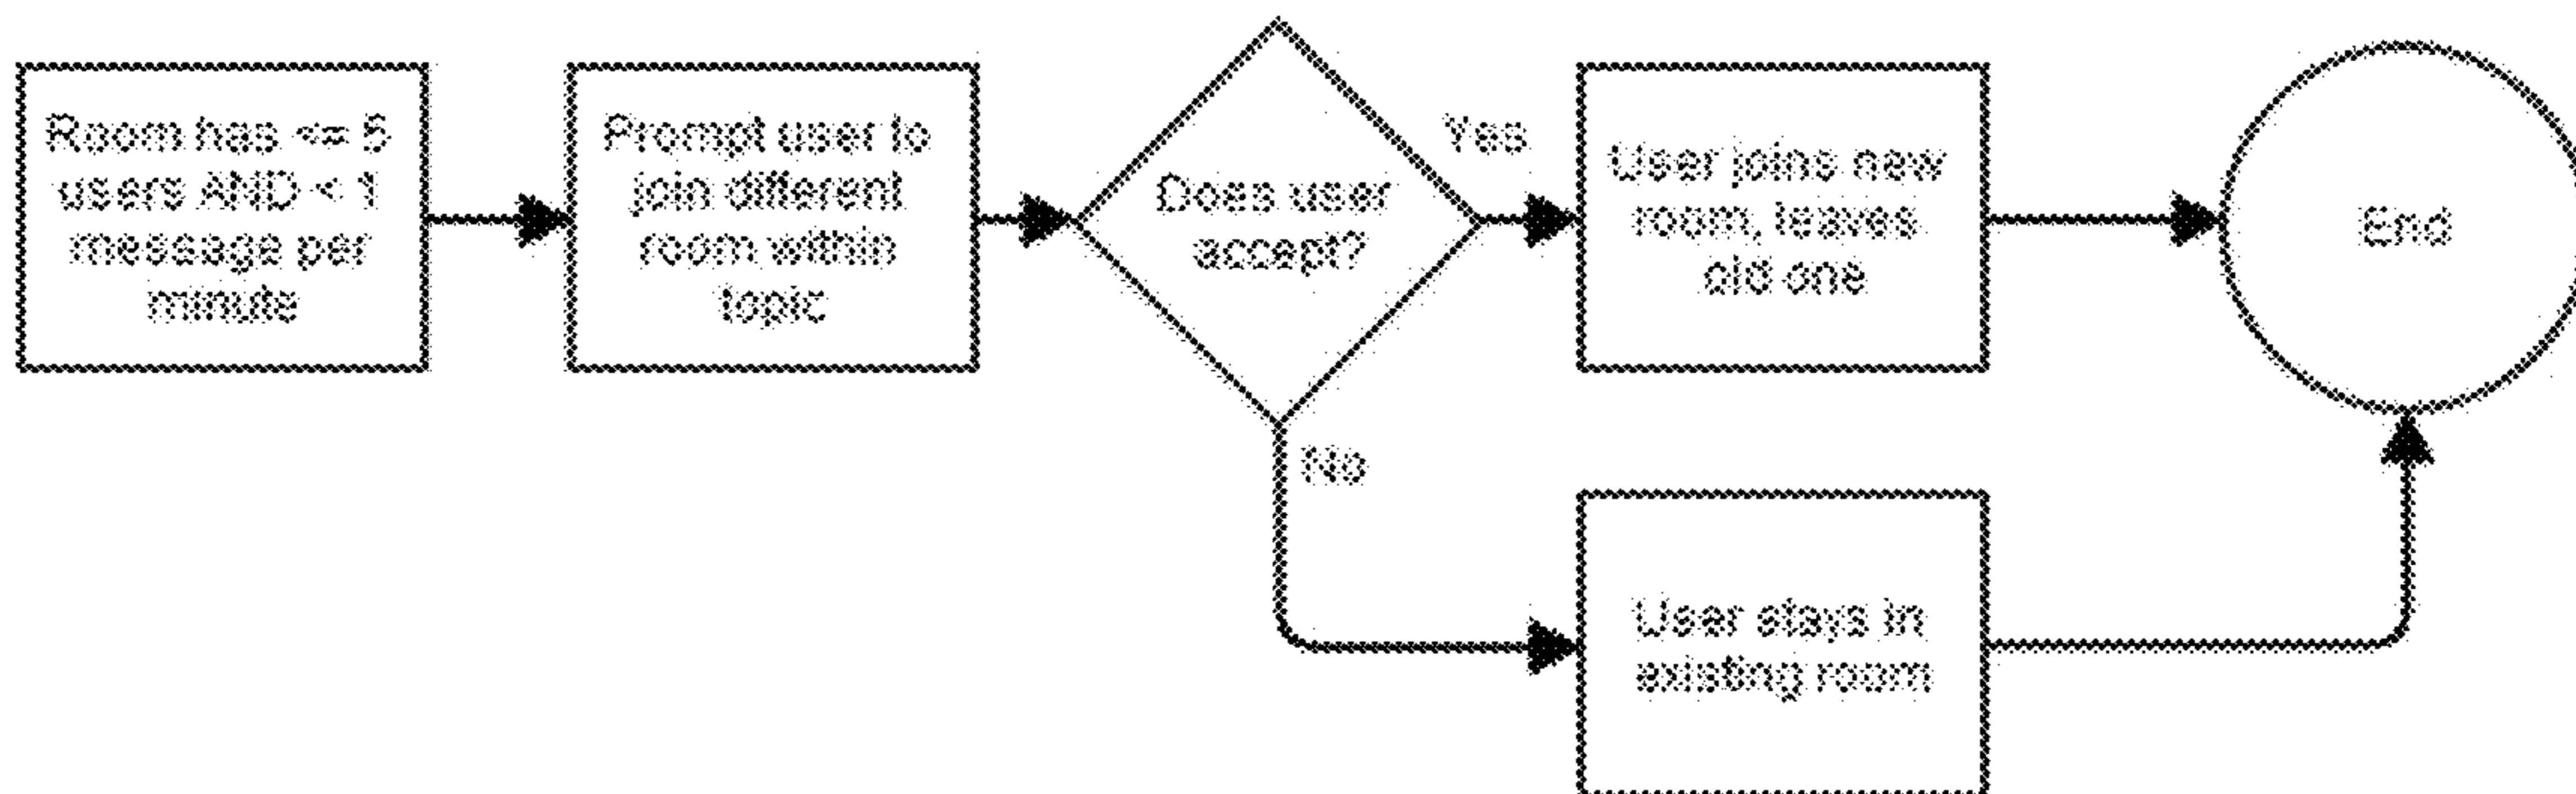 Room has <= 5
users AND < 1
message per
minute
Prompt user to
join different
room within
topic
Does user
accept?
Yes
User joins new
room, leaves
old one
End
No
User stays in
existing room